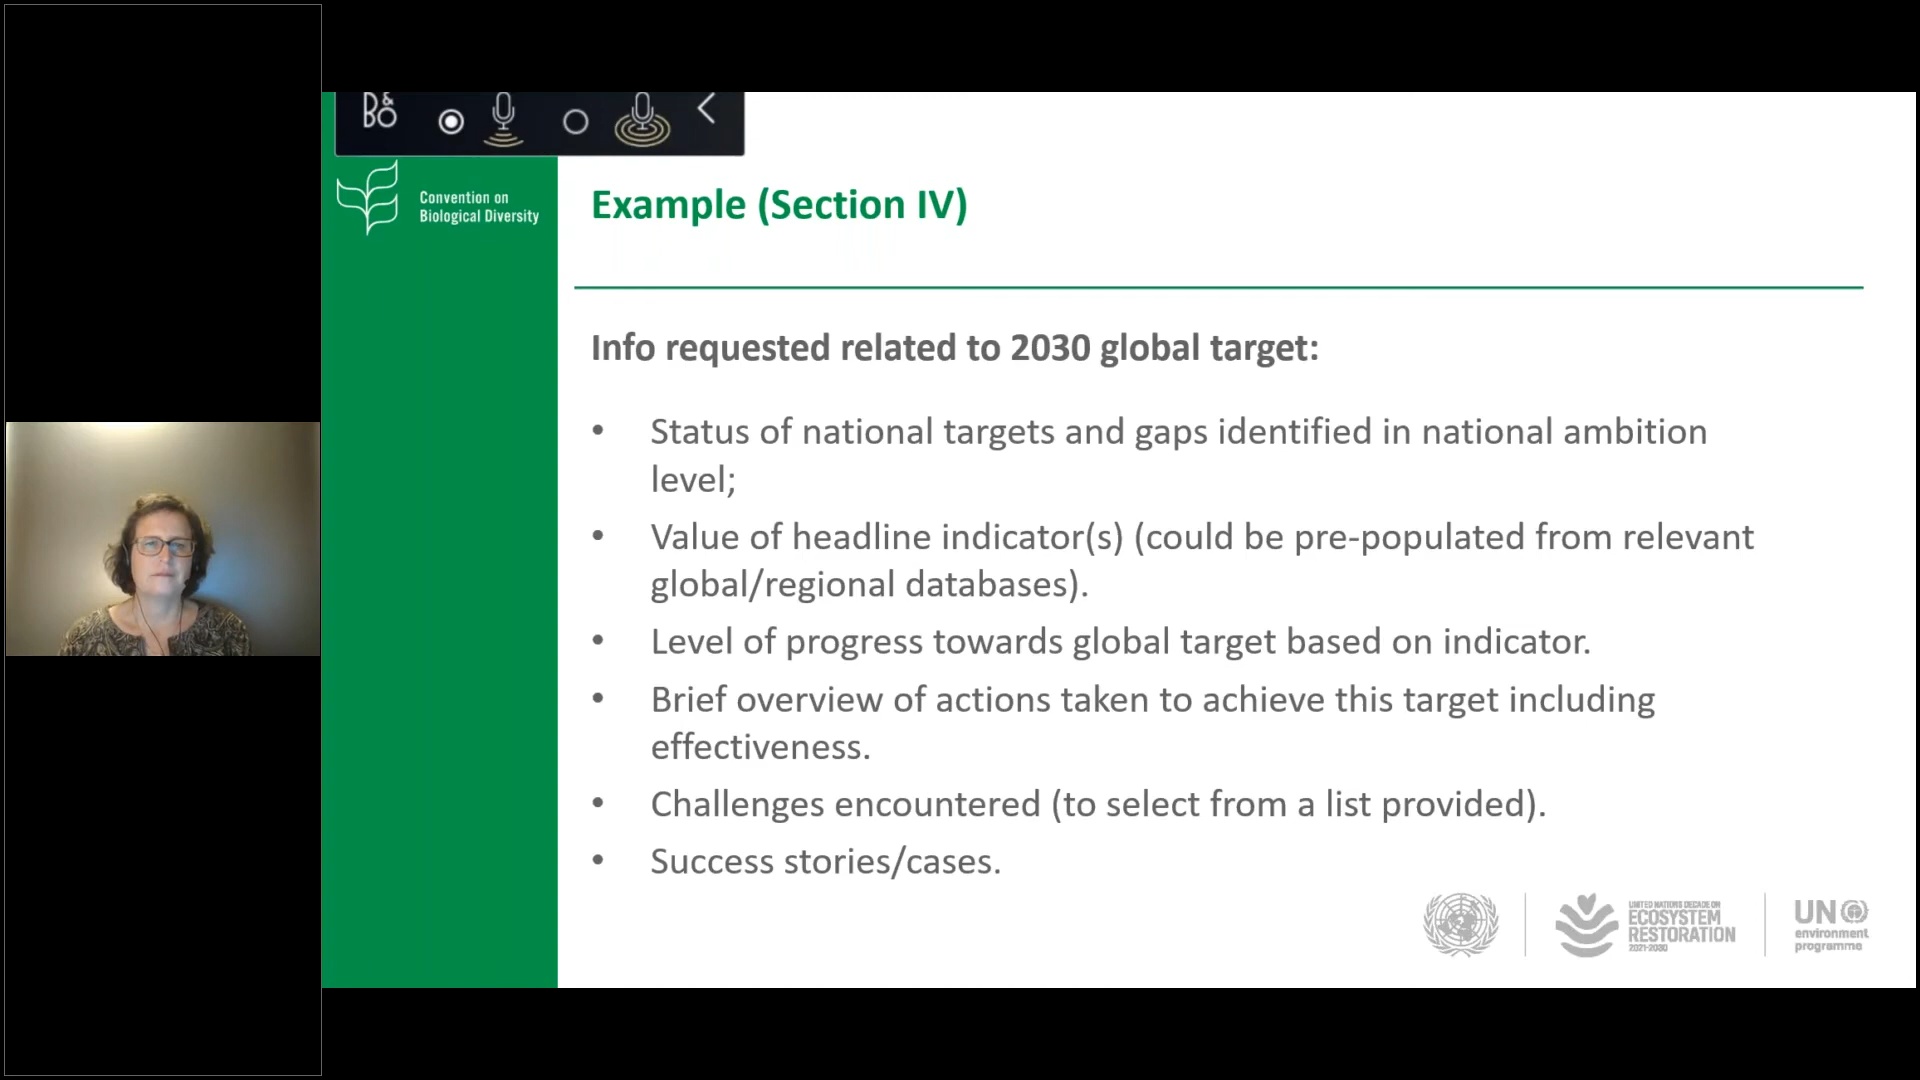 B&O
Convention on
Biological Diversity
Example (Section IV)
Info requested related to 2030 global target:
• Status of national targets and gaps identified in national ambition
level;
• Value of headline indicator(s) (could be pre-populated from relevant
global/regional databases).
• Level of progress towards global target based on indicator.
• Brief overview of actions taken to achieve this target including
effectiveness.
• Challenges encountered (to select from a list provided).
• Success stories/cases.
UNITED NATIONS DECADE ON
ECOSYSTEM
RESTORATION
2021-2030
UN
environment
programme